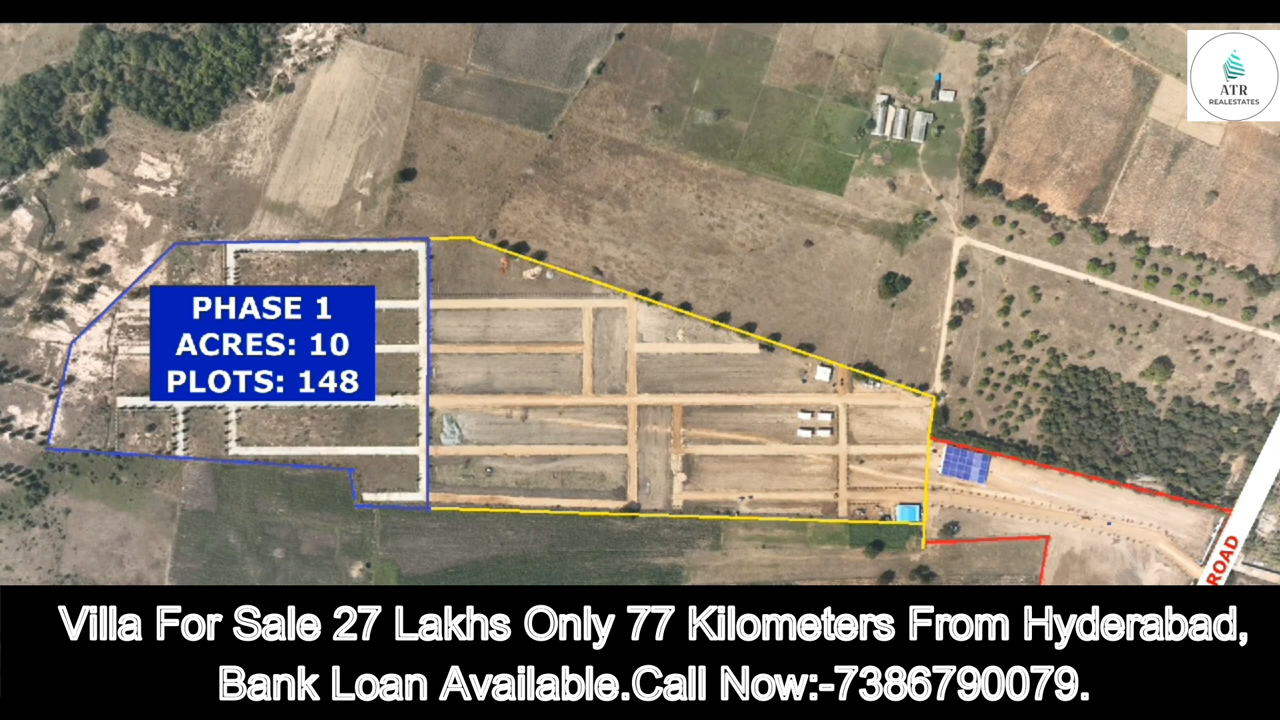 ATR
REALESTATES
PHASE 1
ACRES: 10
PLOTS: 148
ROAD
Villa For Sale 27 Lakhs Only 77 Kilometers From Hyderabad,
Bank Loan Available.Call Now:-7386790079.